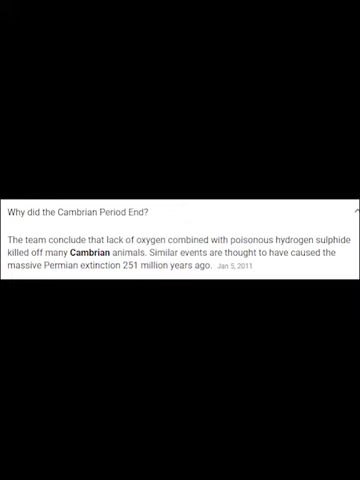 Why did the Cambrian Period End?
The team conclude that lack of oxygen combined with poisonous hydrogen sulphide
killed off many Cambrian animals. Similar events are thought to have caused the
massive Permian extinction 251 million years ago. Jan 5, 2011